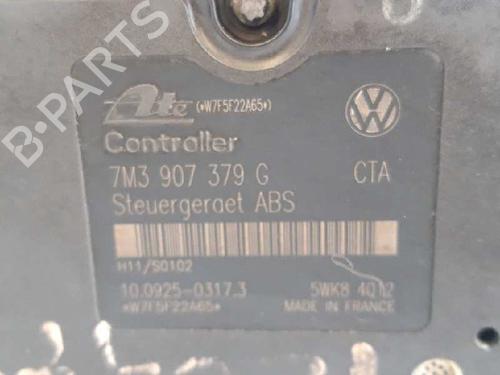 Ate (*W7F5F22A65*)
Controller
7M3 907 379 G CTA
Steuergeraet ABS
H11/S0102
10.0925-0317.3 5WK8 4012
*W7F5F22A65* MADE IN FRANCE